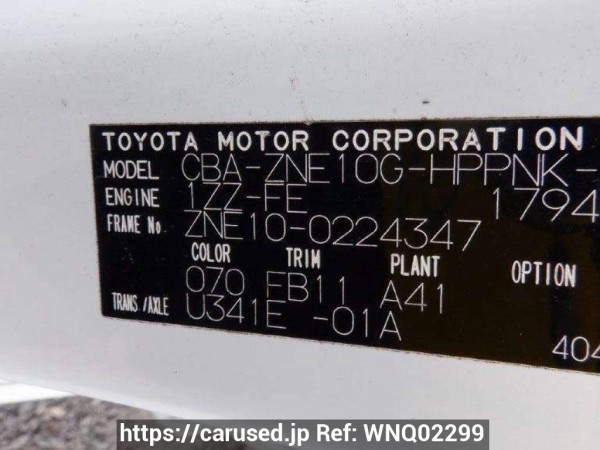 TOYOTA MOTOR CORPORATION
MODEL CBA-ZNE10G-HPPNK-
ENGINE 1ZZ-FE 1794
FRAME No. ZNE10-0224347
COLOR TRIM PLANT OPTION
070 FB11 A41
TRANS/AXLE U341E -01A
404
https://carused.jp Ref: WNQ02299